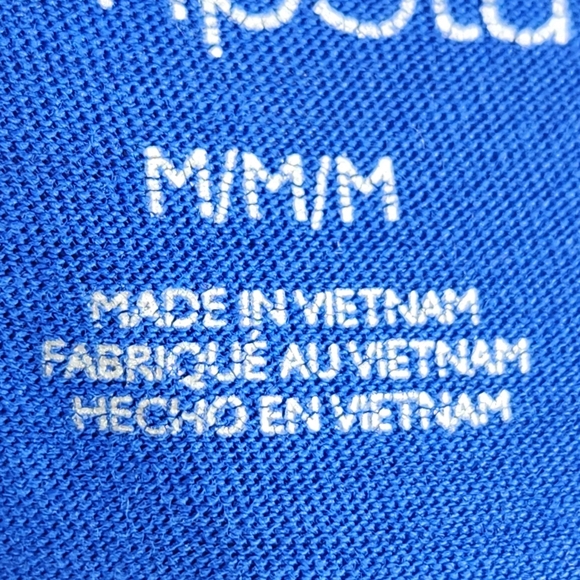 M/M/M
MADE IN VIETNAM
FABRIQUÉ AU VIETNAM
HECHO EN VIETNAM